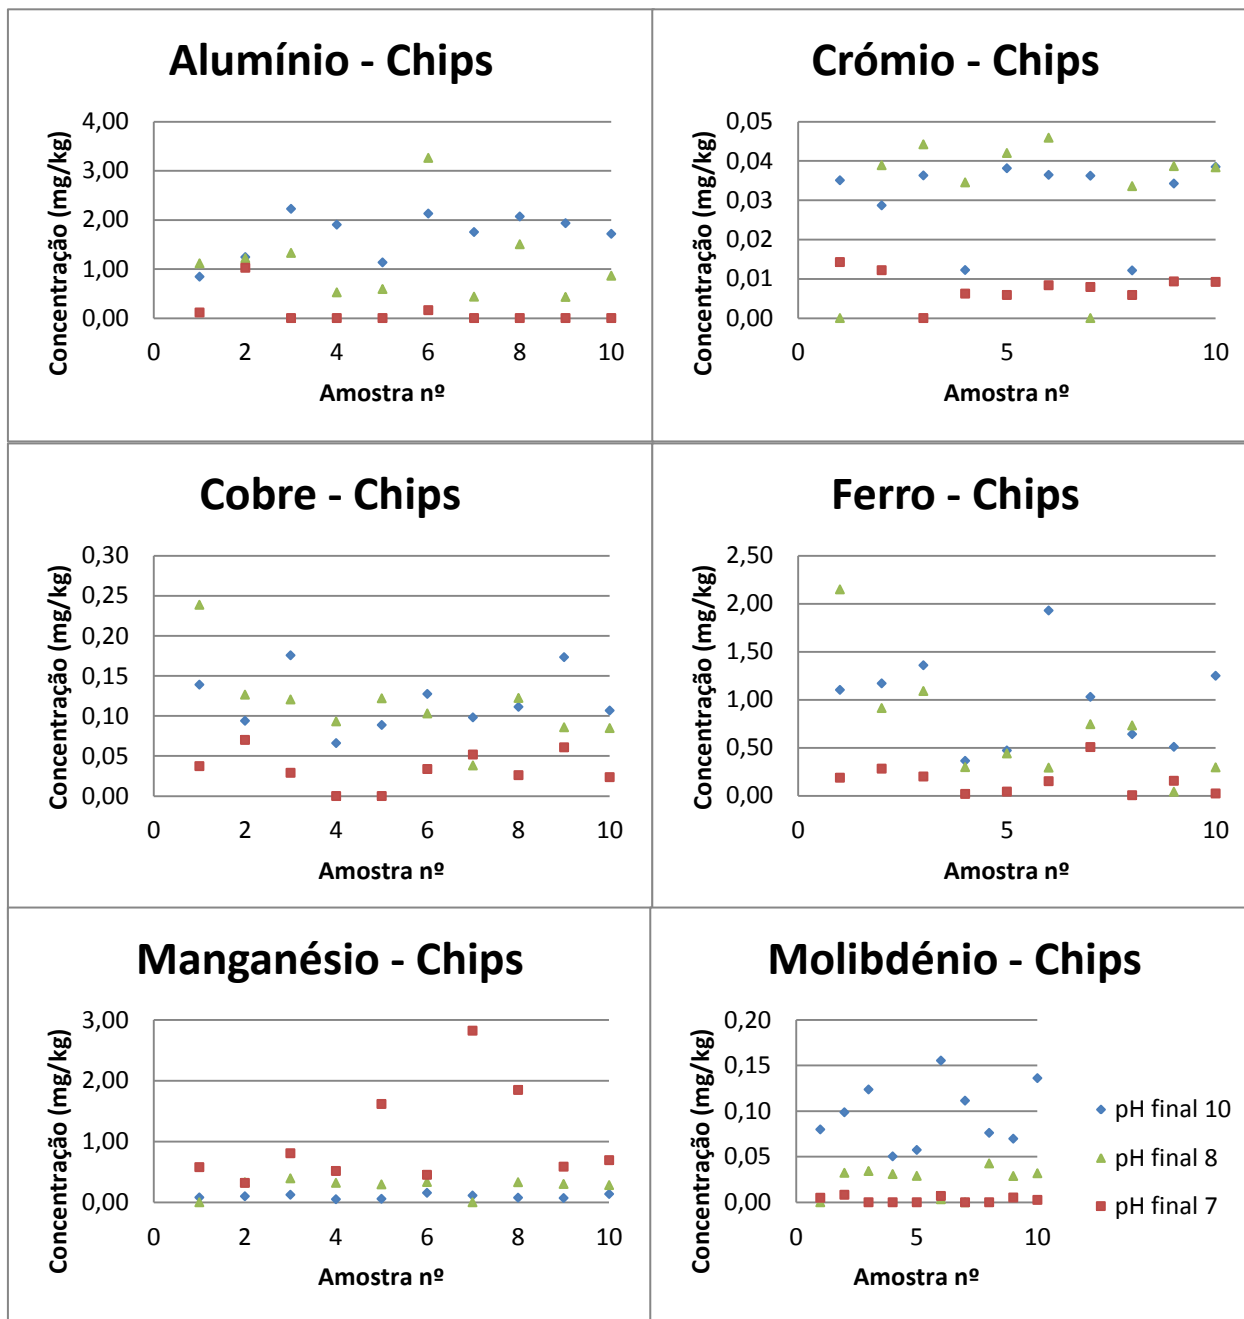 Alumínio - Chips
Concentração (mg/kg)
4,00
3,00
2,00
1,00
0,00
0 2 4 6 8 10
Amostra nº
Crómio - Chips
Concentração (mg/kg)
0,05
0,04
0,03
0,02
0,01
0,00
0 5 10
Amostra nº
Cobre - Chips
Concentração (mg/kg)
0,30
0,25
0,20
0,15
0,10
0,05
0,00
0 2 4 6 8 10
Amostra nº
Ferro - Chips
Concentração (mg/kg)
2,50
2,00
1,50
1,00
0,50
0,00
0 5 10
Amostra nº
Manganésio - Chips
Concentração (mg/kg)
3,00
2,00
1,00
0,00
0 2 4 6 8 10
Amostra nº
Molibdénio - Chips
Concentração (mg/kg)
0,20
0,15
0,10
0,05
0,00
0 5 10
Amostra nº
pH final 10
pH final 8
pH final 7